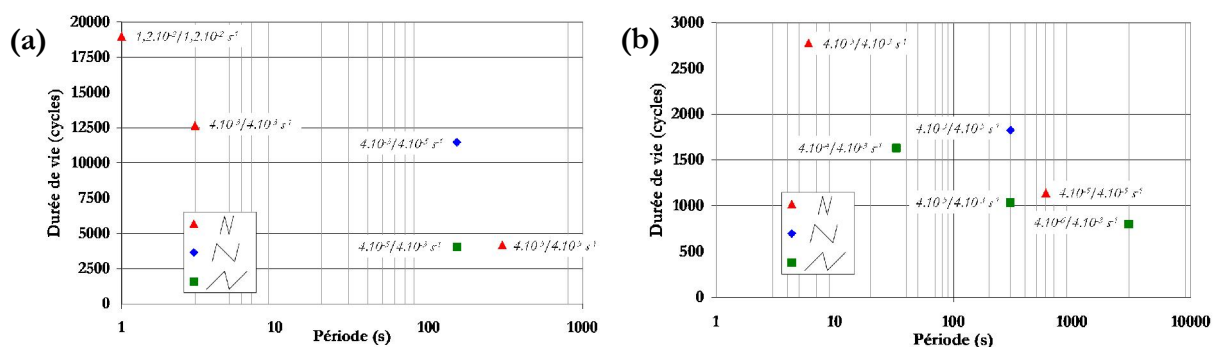 (a)
Durée de vie (cycles)
20000
17500
15000
12500
10000
7500
5000
2500
0
1,2.10⁻²/1,2.10⁻² s⁻¹
4.10⁻³/4.10⁻³ s⁻¹
4.10⁻³/4.10⁻⁵ s⁻¹
4.10⁻⁵/4.10⁻³ s⁻¹
4.10⁻⁵/4.10⁻⁵ s⁻¹
1 10 100 1000
Période (s)
(b)
Durée de vie (cycles)
3000
2500
2000
1500
1000
500
0
4.10⁻³/4.10⁻³ s⁻¹
4.10⁻³/4.10⁻⁵ s⁻¹
4.10⁻⁴/4.10⁻³ s⁻¹
4.10⁻⁵/4.10⁻³ s⁻¹
4.10⁻⁵/4.10⁻⁵ s⁻¹
4.10⁻⁶/4.10⁻³ s⁻¹
1 10 100 1000 10000
Période (s)